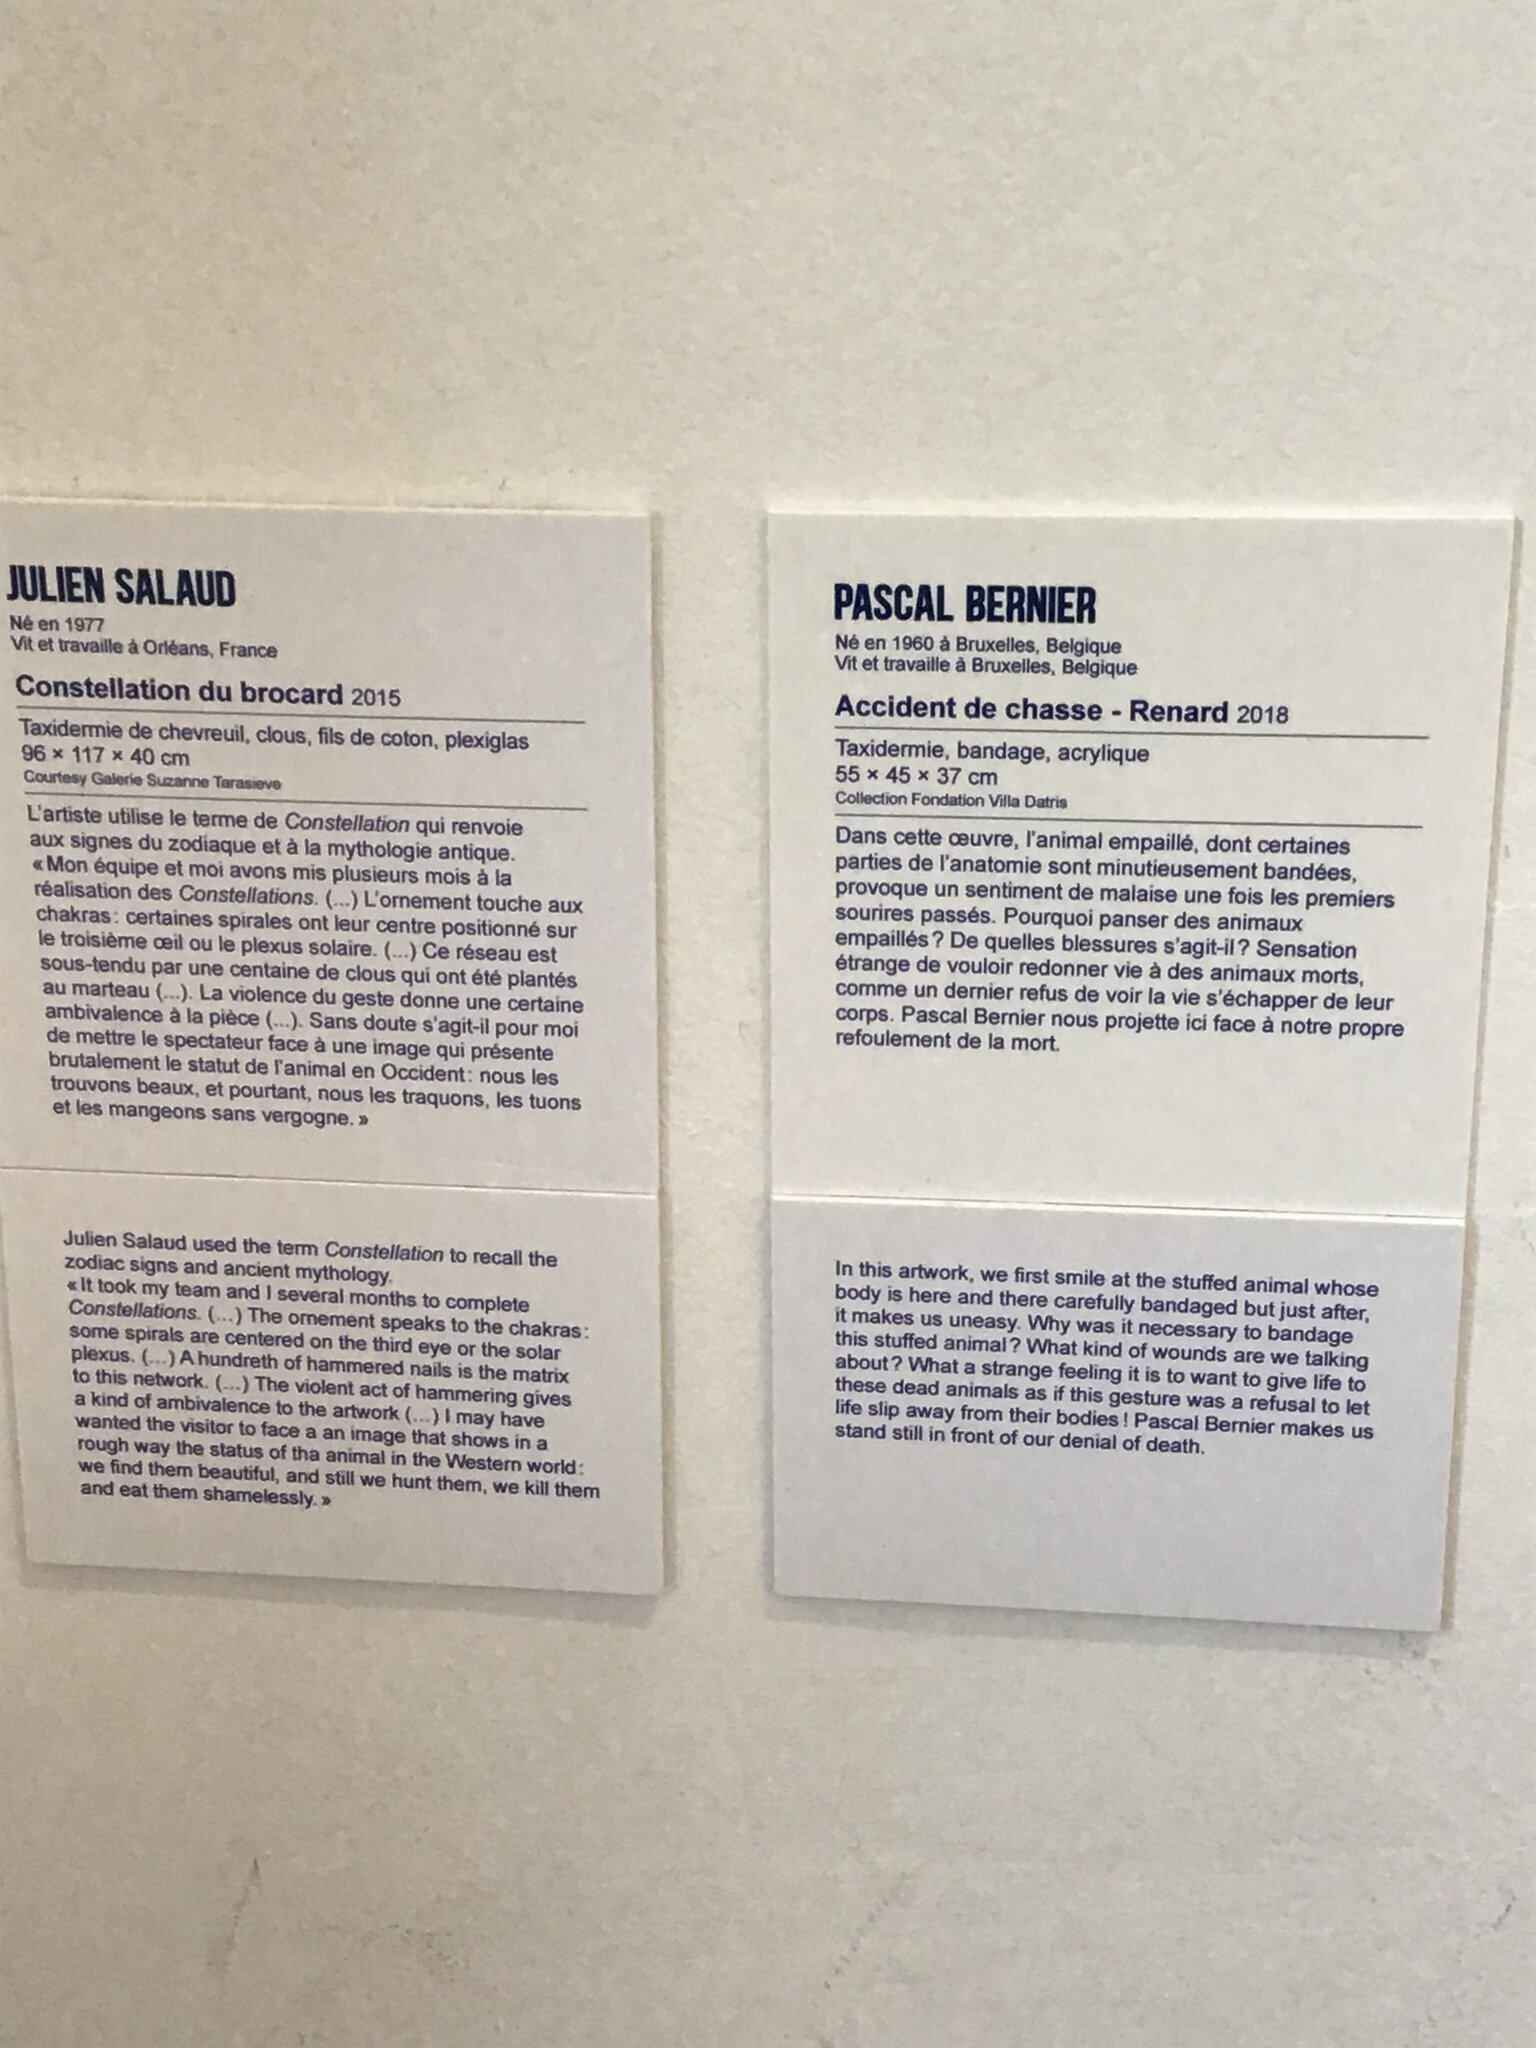 JULIEN SALAUD
Né en 1977
Vit et travaille à Orléans, France
Constellation du brocard 2015
Taxidermie de chevreuil, clous, fils de coton, plexiglas
96 × 117 × 40 cm
Courtesy Galerie Suzanne Tarasieve
L'artiste utilise le terme de Constellation qui renvoie
aux signes du zodiaque et à la mythologie antique.
« Mon équipe et moi avons mis plusieurs mois à la
réalisation des Constellations. (...) L'ornement touche aux
chakras : certaines spirales ont leur centre positionné sur
le troisième œil ou le plexus solaire. (...) Ce réseau est
sous-tendu par une centaine de clous qui ont été plantés
au marteau (...). La violence du geste donne une certaine
ambivalence à la pièce (...). Sans doute s'agit-il pour moi
de mettre le spectateur face à une image qui présente
brutalement le statut de l'animal en Occident : nous les
trouvons beaux, et pourtant, nous les traquons, les tuons
et les mangeons sans vergogne. »
Julien Salaud used the term Constellation to recall the
zodiac signs and ancient mythology.
« It took my team and I several months to complete
Constellations. (...) The ornement speaks to the chakras :
some spirals are centered on the third eye or the solar
plexus. (...) A hundreth of hammered nails is the matrix
to this network. (...) The violent act of hammering gives
a kind of ambivalence to the artwork (...) I may have
wanted the visitor to face a an image that shows in a
rough way the status of tha animal in the Western world :
we find them beautiful, and still we hunt them, we kill them
and eat them shamelessly. »
PASCAL BERNIER
Né en 1960 à Bruxelles, Belgique
Vit et travaille à Bruxelles, Belgique
Accident de chasse - Renard 2018
Taxidermie, bandage, acrylique
55 × 45 × 37 cm
Collection Fondation Villa Datris
Dans cette œuvre, l'animal empaillé, dont certaines
parties de l'anatomie sont minutieusement bandées,
provoque un sentiment de malaise une fois les premiers
sourires passés. Pourquoi panser des animaux
empaillés ? De quelles blessures s'agit-il ? Sensation
étrange de vouloir redonner vie à des animaux morts,
comme un dernier refus de voir la vie s'échapper de leur
corps. Pascal Bernier nous projette ici face à notre propre
refoulement de la mort.
In this artwork, we first smile at the stuffed animal whose
body is here and there carefully bandaged but just after,
it makes us uneasy. Why was it necessary to bandage
this stuffed animal ? What kind of wounds are we talking
about ? What a strange feeling it is to want to give life to
these dead animals as if this gesture was a refusal to let
life slip away from their bodies ! Pascal Bernier makes us
stand still in front of our denial of death.